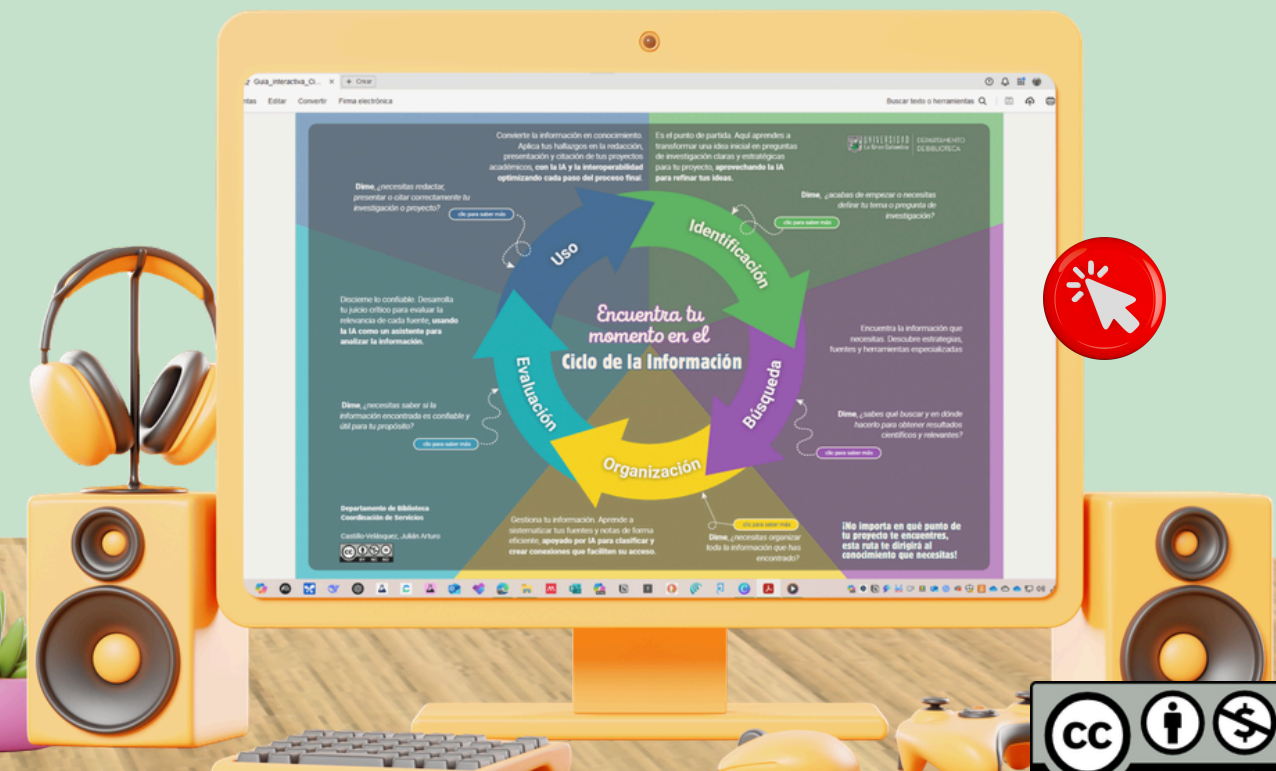 Guia_interactiva_Ci...
+ Crear
Editar Convertir Firma electrónica
Buscar texto o herramientas
Convierte la información en conocimiento.
Aplica tus hallazgos en la redacción,
presentación y citación de tus proyectos
académicos, con la IA y la interoperabilidad
optimizando cada paso del proceso final.
Es el punto de partida. Aquí aprendes a
transformar una idea inicial en preguntas
de investigación claras y estratégicas
para tu proyecto, aprovechando la IA
para refinar tus ideas.
UNIVERSIDAD
La Gran Colombia
DEPARTAMENTO
DE BIBLIOTECA
Dime, ¿necesitas redactar,
presentar o citar correctamente tu
investigación o proyecto?
clic para saber más
Dime, ¿acabas de empezar o necesitas
definir tu tema o pregunta de
investigación?
clic para saber más
Uso
Identificación
Discierne lo confiable. Desarrolla
tu juicio crítico para evaluar la
relevancia de cada fuente, usando
la IA como un asistente para
analizar la información.
Encuentra tu
momento en el
Ciclo de la Información
Encuentra la información que
necesitas. Descubre estrategias,
fuentes y herramientas especializadas
Evaluación
Búsqueda
Dime, ¿necesitas saber si la
información encontrada es confiable y
útil para tu propósito?
clic para saber más
Dime, ¿sabes qué buscar y en dónde
hacerlo para obtener resultados
científicos y relevantes?
clic para saber más
Organización
Departamento de Biblioteca
Coordinación de Servicios
Castillo-Velásquez, Julián Arturo
Gestiona tu información. Aprende a
sistematizar tus fuentes y notas de forma
eficiente, apoyado por IA para clasificar y
crear conexiones que faciliten su acceso.
clic para saber más
Dime, ¿necesitas organizar
toda la información que has
encontrado?
¡No importa en qué punto de
tu proyecto te encuentres,
esta ruta te dirigirá al
conocimiento que necesitas!
cc